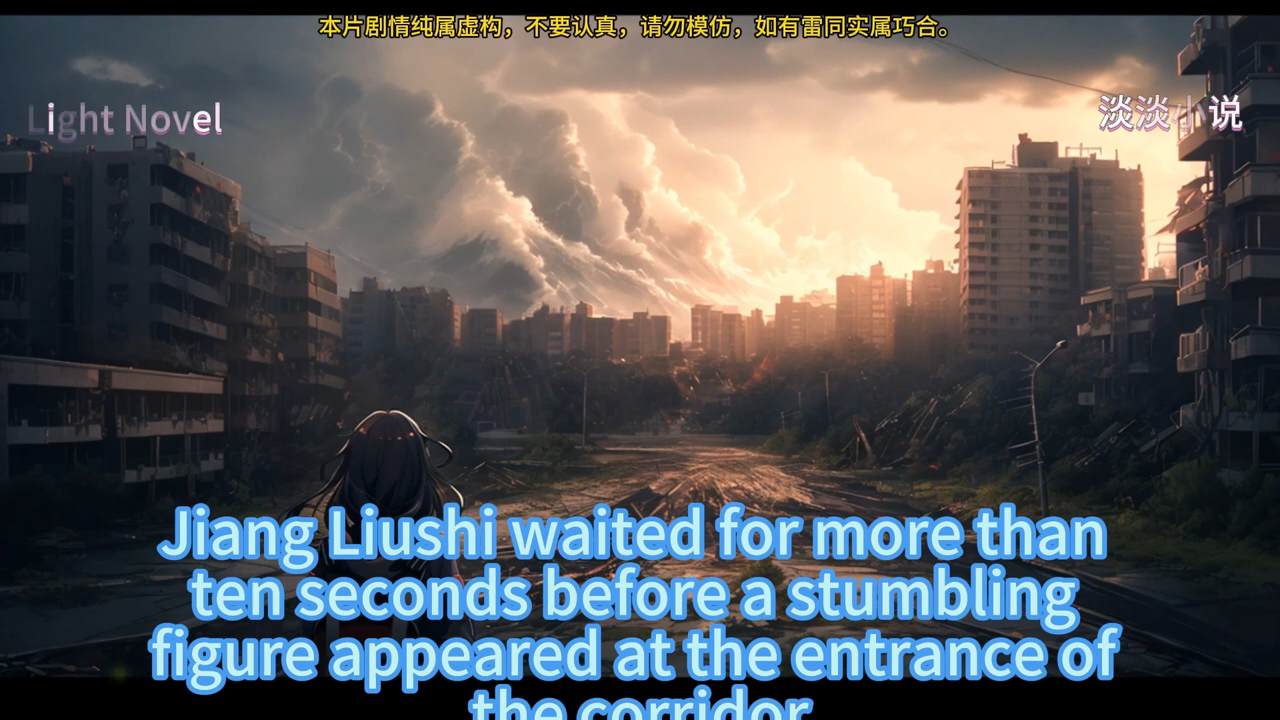 本片剧情纯属虚构，不要认真，请勿模仿，如有雷同实属巧合。
Light Novel
淡淡小说
Jiang Liushi waited for more than
ten seconds before a stumbling
figure appeared at the entrance of
the corridor